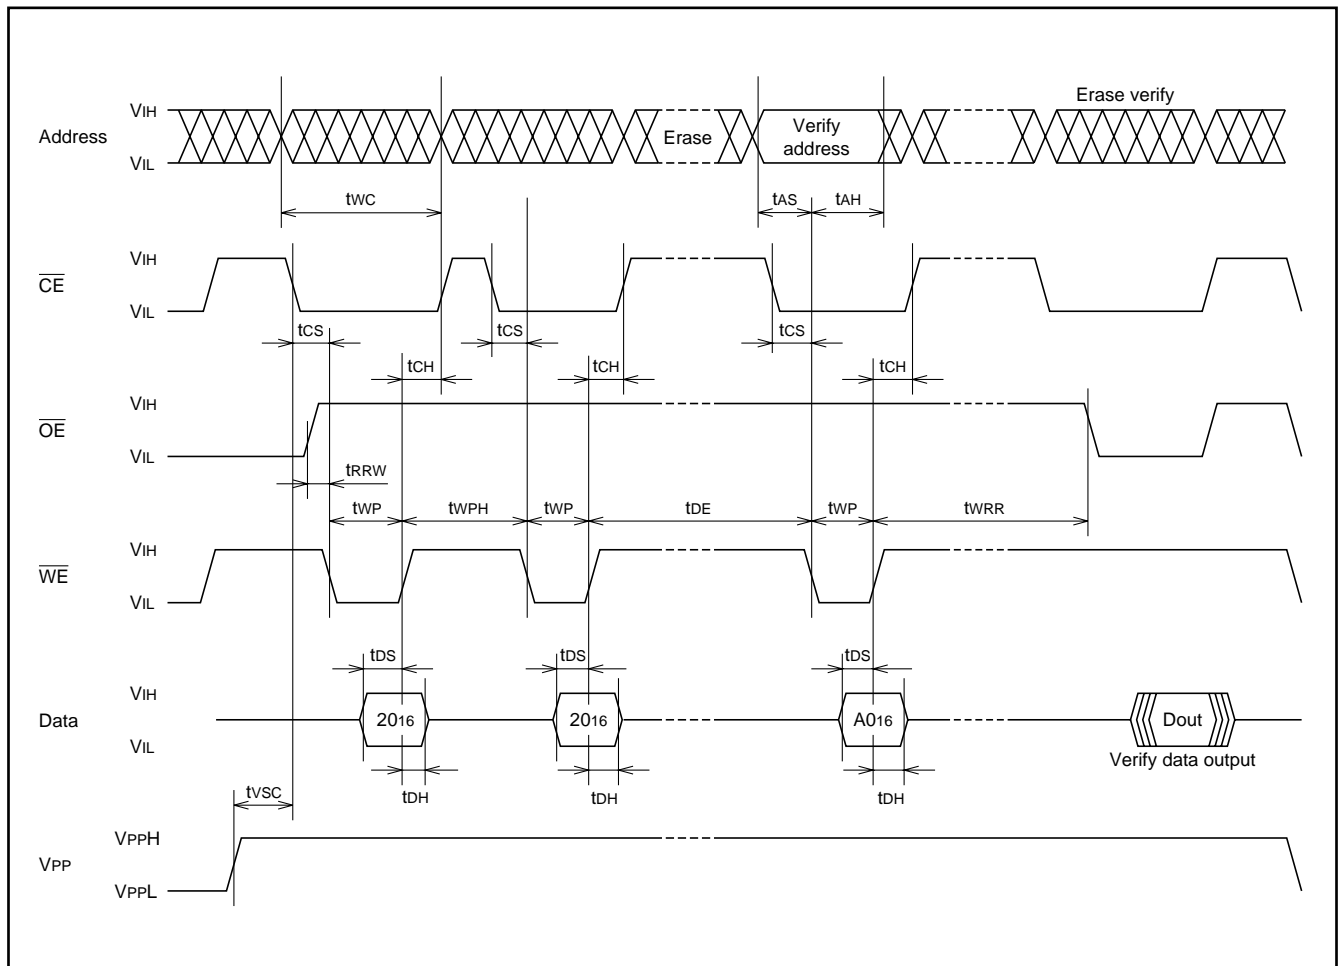 VIH
Erase verify
Address
Erase
Verify
address
VIL
tWC
tAS
tAH
VIH
CE
VIL
tCS
tCS
tCS
tCH
tCH
tCH
VIH
OE
VIL
tRRW
tWP
tWPH
tWP
tDE
tWP
tWRR
VIH
WE
VIL
tDS
tDS
tDS
VIH
Data
2016
2016
A016
Dout
VIL
Verify data output
tVSC
tDH
tDH
tDH
VPPH
VPP
VPPL